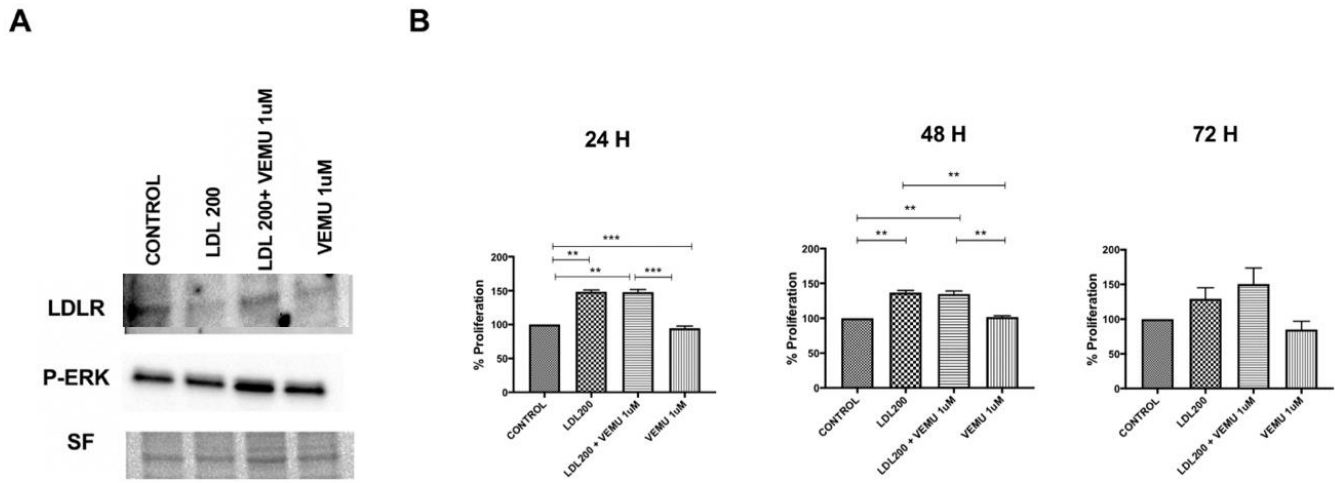 A
B
CONTROL
LDL 200
LDL 200+ VEMU 1uM
VEMU 1uM
LDLR
P-ERK
SF
24 H
***
**
**
***
% Proliferation
200
150
100
50
0
CONTROL
LDL200
LDL200 + VEMU 1uM
VEMU 1uM
48 H
**
**
**
**
% Proliferation
200
150
100
50
0
CONTROL
LDL200
LDL200 + VEMU 1uM
VEMU 1uM
72 H
% Proliferation
200
150
100
50
0
CONTROL
LDL200
LDL200 + VEMU 1uM
VEMU 1uM